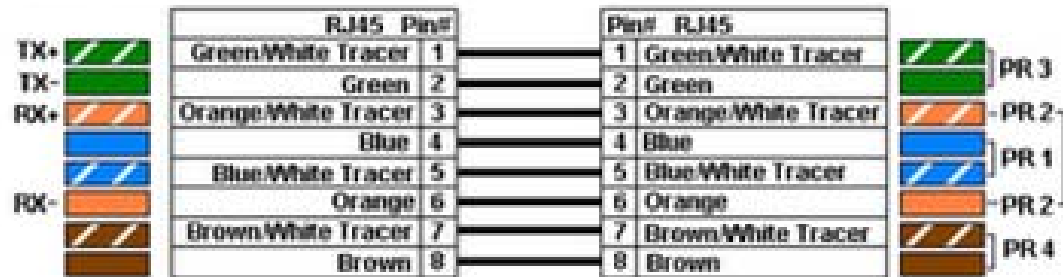 RJ45 Pin# Pin# RJ45
TX+ Green/White Tracer 1 1 Green/White Tracer
PR 3
TX- Green 2 2 Green
RX+ Orange/White Tracer 3 3 Orange/White Tracer PR 2
Blue 4 4 Blue
PR 1
Blue/White Tracer 5 5 Blue/White Tracer
RX- Orange 6 6 Orange PR 2
Brown/White Tracer 7 7 Brown/White Tracer
PR 4
Brown 8 8 Brown